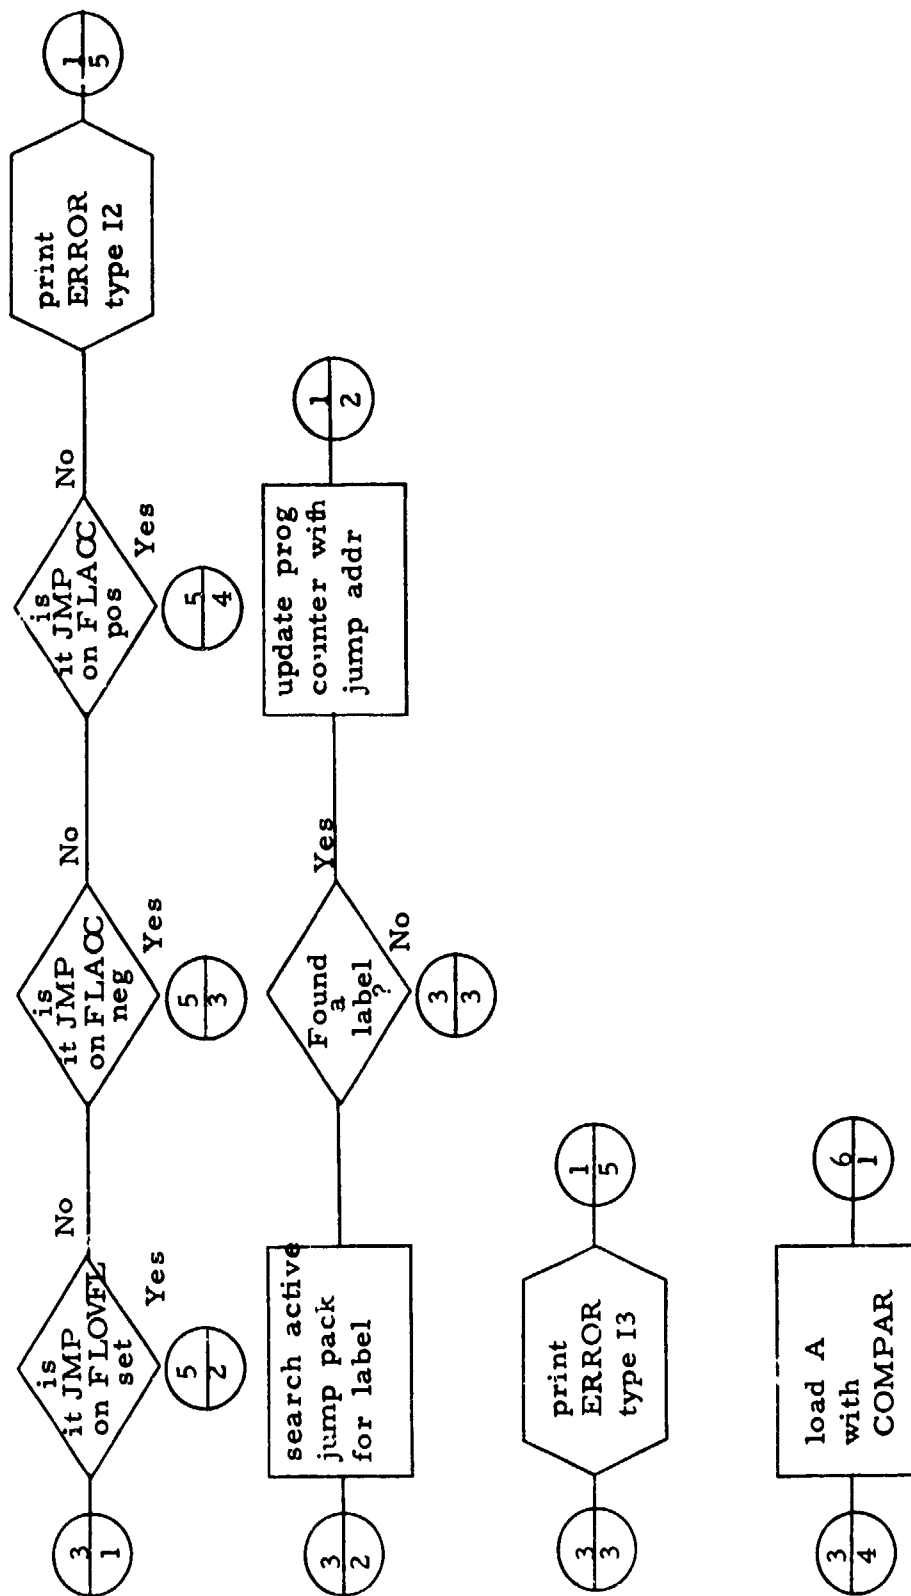 3
1
is
it JMP
on FLOVFL
set
No
Yes
5
2
is
it JMP
on FLACC
neg
No
Yes
5
3
is
it JMP
on FLACC
pos
No
Yes
5
4
print
ERROR
type I2
1
5
3
2
search active
jump pack
for label
Found
a
label
?
Yes
No
3
3
update prog
counter with
jump addr
1
2
3
3
print
ERROR
type I3
1
5
3
4
load A
with
COMPAR
6
1